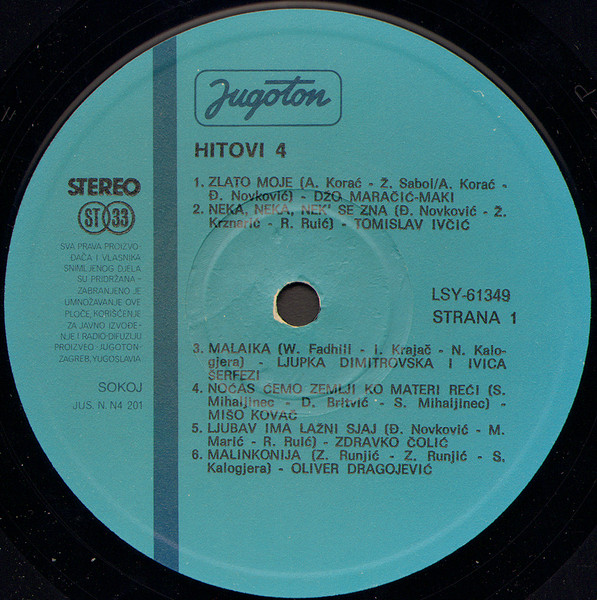 Jugoton
HITOVI 4
STEREO
ST 33
SVA PRAVA PROIZVO-
ĐAČA I VLASNIKA
SNIMLJENOG DJELA
SU PRIDRŽANA -
ZABRANJENO JE
UMNOŽAVANJE OVE
PLOČE, KORIŠĆENJE
ZA JAVNO IZVOĐE-
NJE I RADIO-DIFUZIJU
PROIZVEO -JUGOTON-
ZAGREB, YUGOSLAVIA
SOKOJ
JUS. N. N4 201
1. ZLATO MOJE (A. Korać - Ž. Sabol/A. Korać -
Đ. Novković) - DŽO MARAČIĆ-MAKI
2. NEKA, NEKA, NEK' SE ZNA (Đ. Novković - Ž.
Krznarić - R. Ruić) - TOMISLAV IVČIĆ
LSY-61349
STRANA 1
3. MALAIKA (W. Fadhili - I. Krajač - N. Kalo-
gjera) - LJUPKA DIMITROVSKA I IVICA
ŠERFEZI
4. NOĆAS ĆEMO ZEMLJI KO MATERI REĆI (S.
Mihaljinec - D. Britvić - S. Mihaljinec) -
MIŠO KOVAČ
5. LJUBAV IMA LAŽNI SJAJ (Đ. Novković - M.
Marić - R. Ruić) - ZDRAVKO ČOLIĆ
6. MALINKONIJA (Z. Runjić - Z. Runjić - S.
Kalogjera) - OLIVER DRAGOJEVIĆ